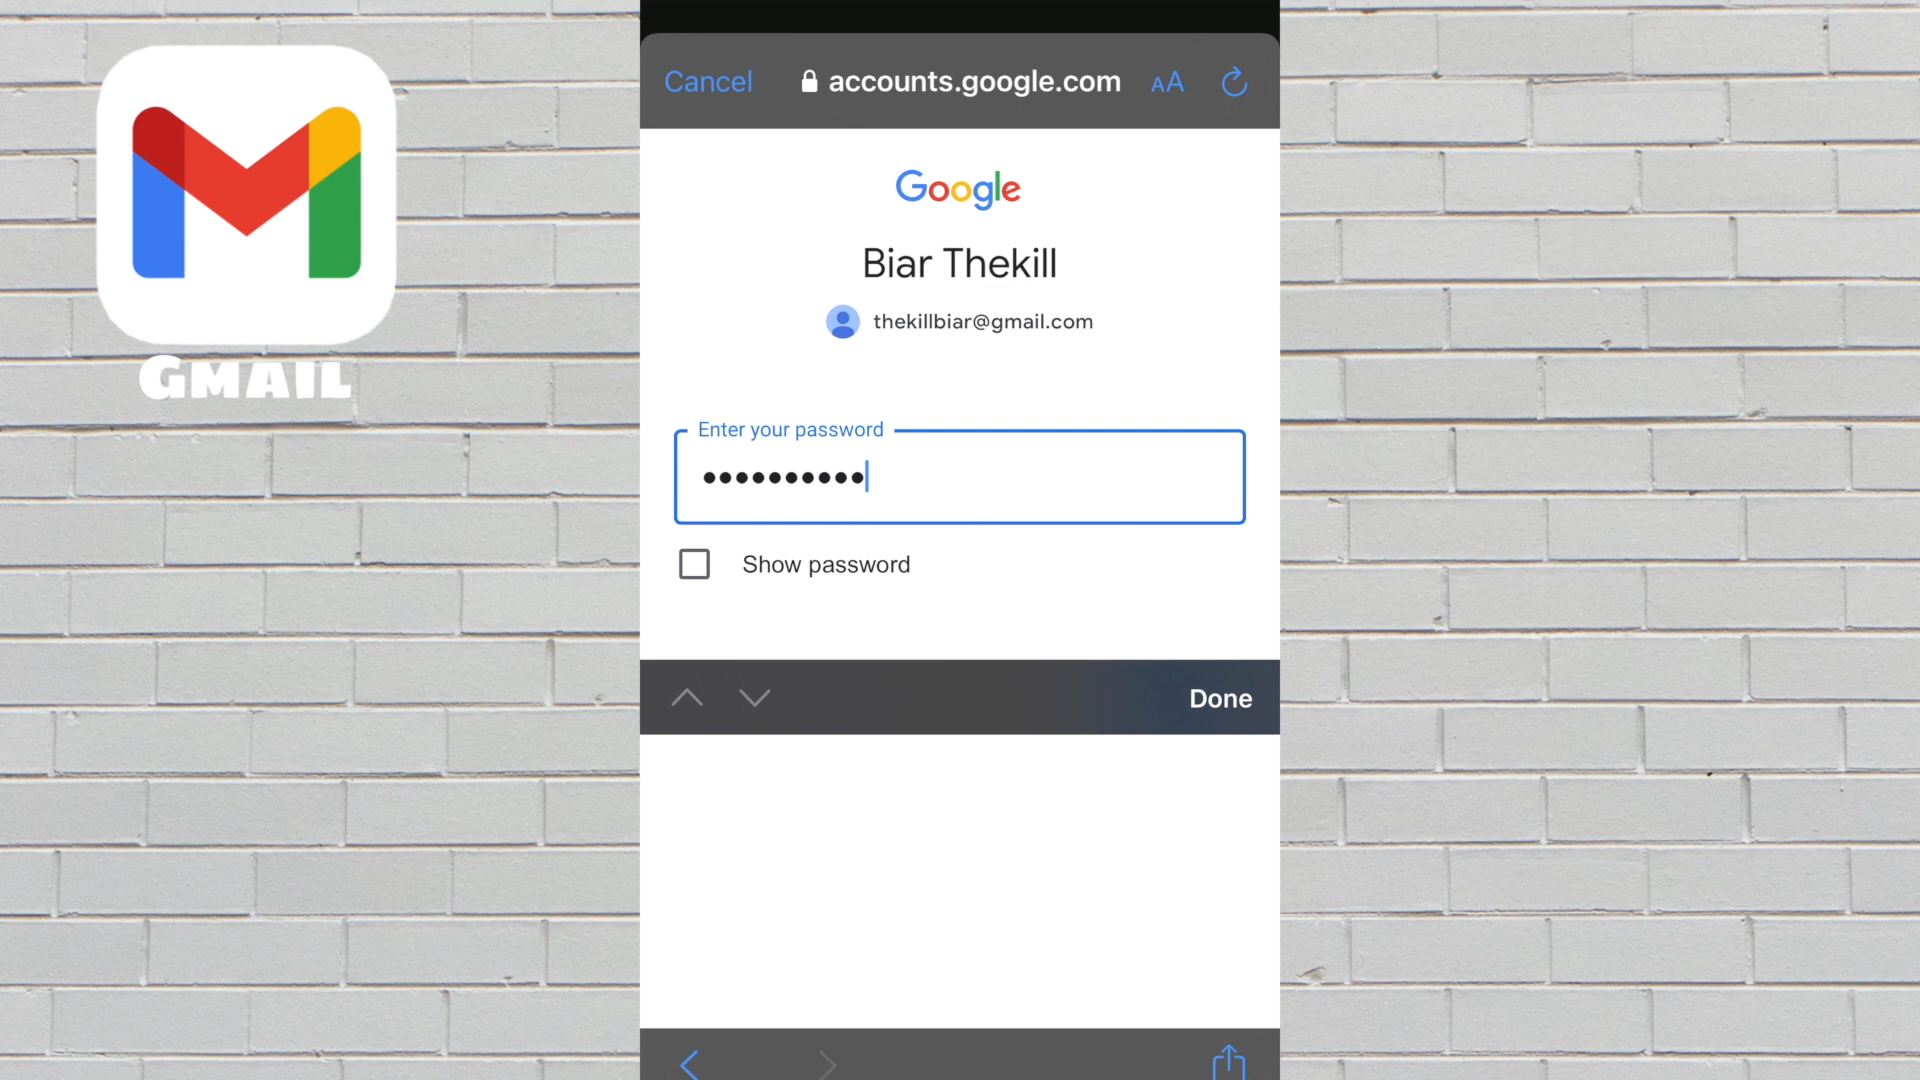 GMAIL
Cancel
accounts.google.com
AA
Google
Biar Thekill
thekillbiar@gmail.com
Enter your password
••••••••••
Show password
Done